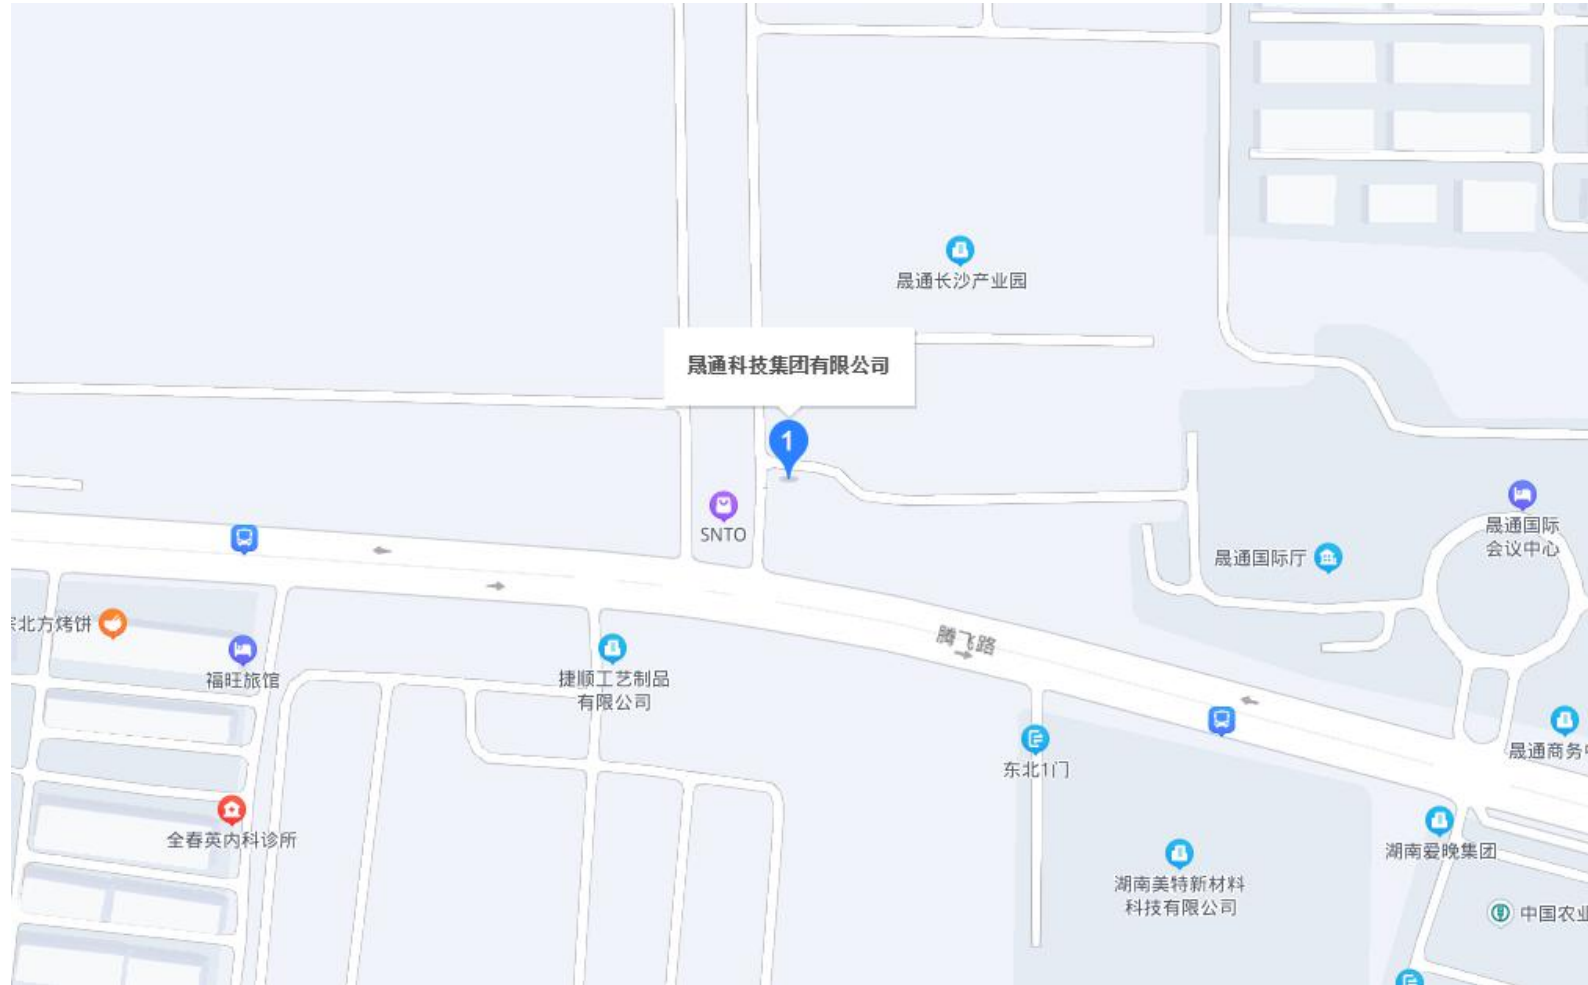 晟通长沙产业园
晟通科技集团有限公司
1
SNTO
晟通国际
会议中心
晟通国际厅
北方烤饼
腾飞路
福旺旅馆
捷顺工艺制品
有限公司
晟通商务
东北1门
全春英内科诊所
湖南爱晚集团
湖南美特新材料
科技有限公司
中国农业